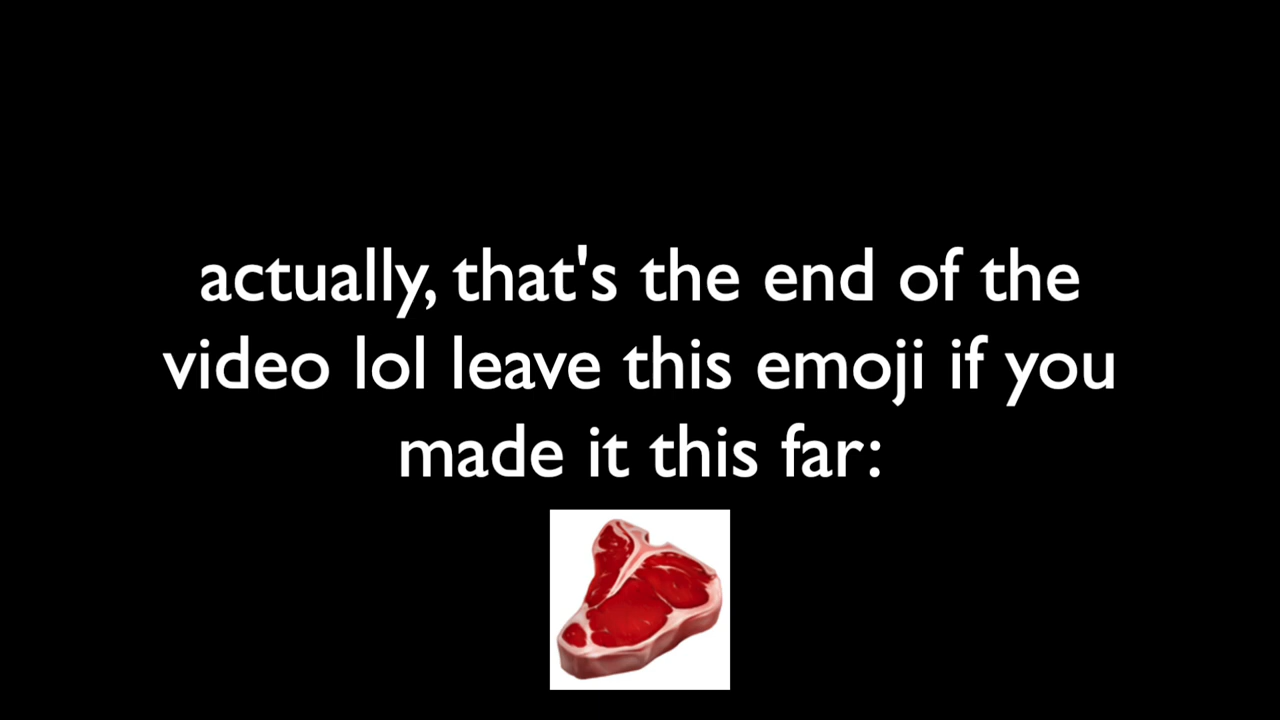 actually, that's the end of the
video lol leave this emoji if you
made it this far: